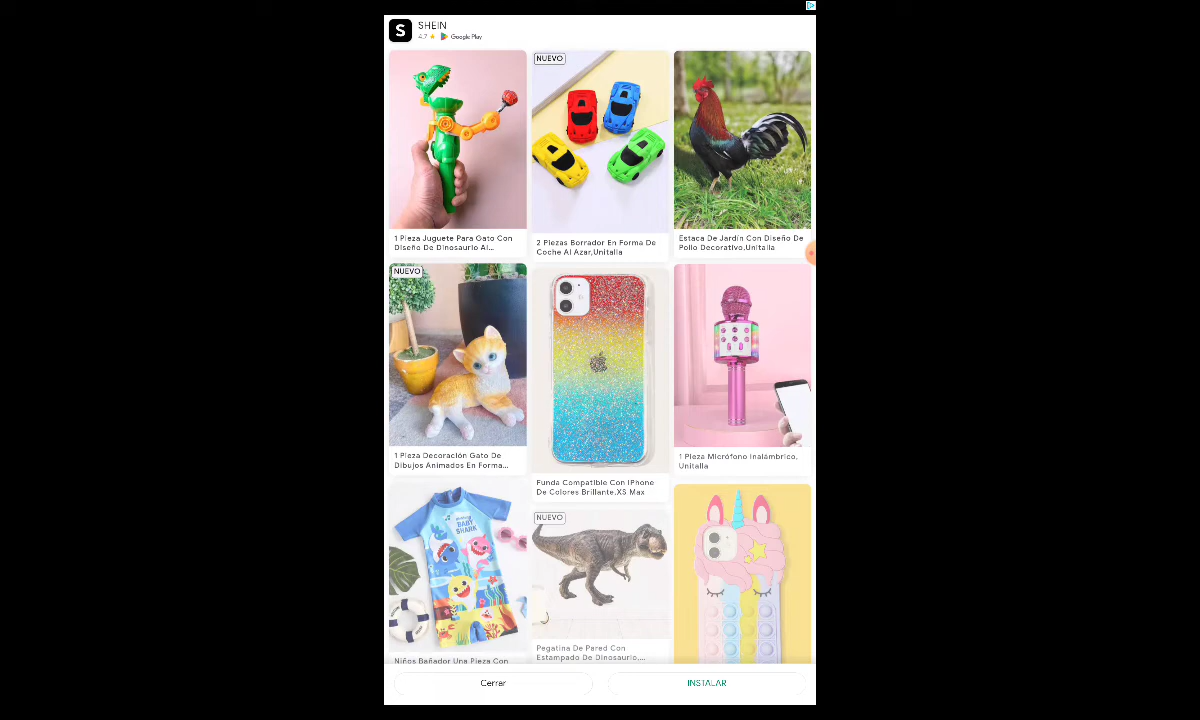 S
SHEIN
4.7 ★ Google Play
1 Pieza Juguete Para Gato Con
Diseño De Dinosaurio Al...
NUEVO
2 Piezas Borrador En Forma De
Coche Al Azar,Unitalla
Estaca De Jardín Con Diseño De
Pollo Decorativo,Unitalla
NUEVO
1 Pieza Decoración Gato De
Dibujos Animados En Forma...
Funda Compatible Con iPhone
De Colores Brillante,XS Max
1 Pieza Micrófono Inalámbrico,
Unitalla
BABY
SHARK
Niños Bañador Una Pieza Con
NUEVO
Pegatina De Pared Con
Estampado De Dinosaurio,...
Cerrar
INSTALAR